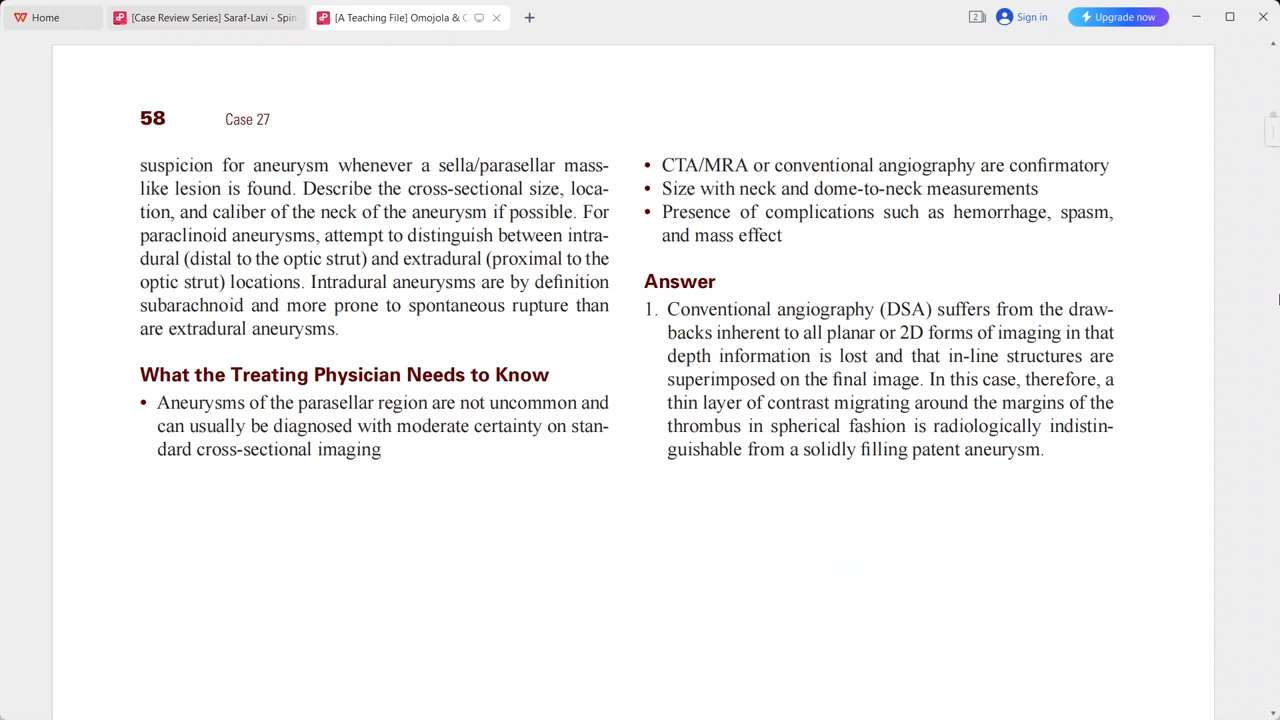 Home
[Case Review Series] Saraf-Lavi - Spin
[A Teaching File] Omojola & C
2
Sign in
Upgrade now
58
Case 27
suspicion for aneurysm whenever a sella/parasellar mass-
like lesion is found. Describe the cross-sectional size, loca-
tion, and caliber of the neck of the aneurysm if possible. For
paraclinoid aneurysms, attempt to distinguish between intra-
dural (distal to the optic strut) and extradural (proximal to the
optic strut) locations. Intradural aneurysms are by definition
subarachnoid and more prone to spontaneous rupture than
are extradural aneurysms.
What the Treating Physician Needs to Know
• Aneurysms of the parasellar region are not uncommon and
can usually be diagnosed with moderate certainty on stan-
dard cross-sectional imaging
• CTA/MRA or conventional angiography are confirmatory
• Size with neck and dome-to-neck measurements
• Presence of complications such as hemorrhage, spasm,
and mass effect
Answer
1. Conventional angiography (DSA) suffers from the draw-
backs inherent to all planar or 2D forms of imaging in that
depth information is lost and that in-line structures are
superimposed on the final image. In this case, therefore, a
thin layer of contrast migrating around the margins of the
thrombus in spherical fashion is radiologically indistin-
guishable from a solidly filling patent aneurysm.